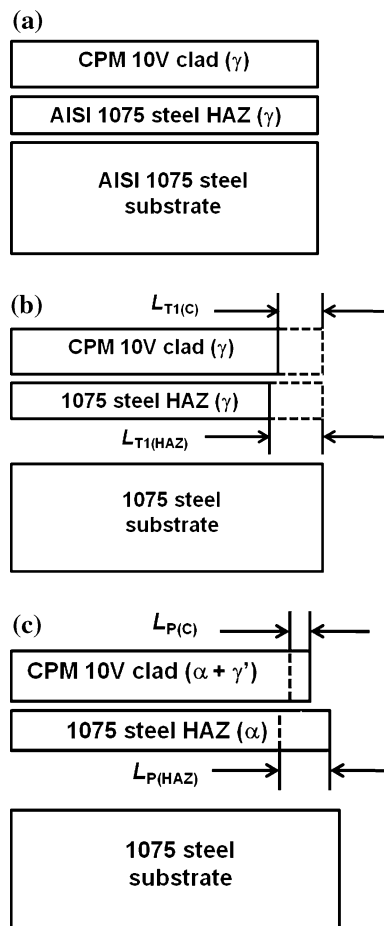 (a)
CPM 10V clad (γ)
AISI 1075 steel HAZ (γ)
AISI 1075 steel
substrate
(b)
LT1(C)
CPM 10V clad (γ)
1075 steel HAZ (γ)
LT1(HAZ)
1075 steel
substrate
(c)
LP(C)
CPM 10V clad (α + γ’)
1075 steel HAZ (α)
LP(HAZ)
1075 steel
substrate